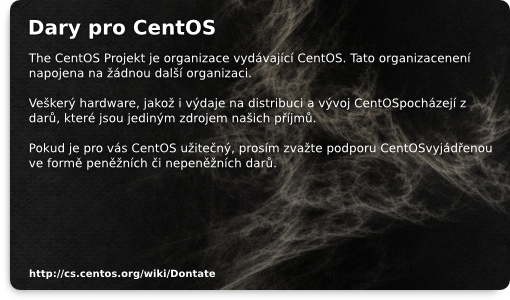 Dary pro CentOS
The CentOS Projekt je organizace vydávající CentOS. Tato organizacenení
napojena na žádnou další organizaci.
Veškerý hardware, jakož i výdaje na distribuci a vývoj CentOSpocházejí z
darů, které jsou jediným zdrojem našich příjmů.
Pokud je pro vás CentOS užitečný, prosím zvažte podporu CentOSvyjádřenou
ve formě peněžních či nepeněžních darů.
http://cs.centos.org/wiki/Dontate